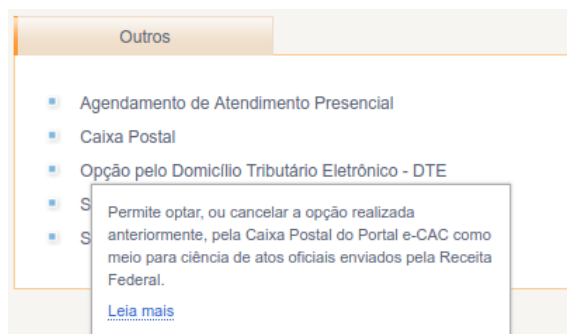 Outros
Agendamento de Atendimento Presencial
Caixa Postal
Opção pelo Domicílio Tributário Eletrônico - DTE
S
S
Permite optar, ou cancelar a opção realizada
anteriormente, pela Caixa Postal do Portal e-CAC como
meio para ciência de atos oficiais enviados pela Receita
Federal.
Leia mais